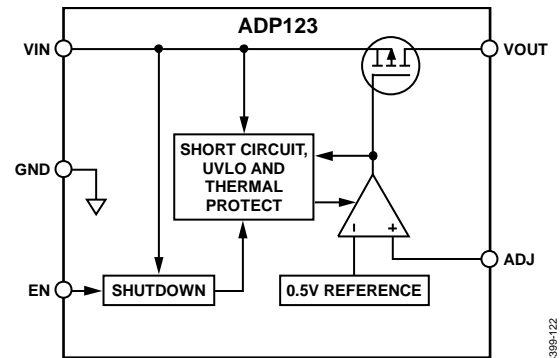 ADP123
VIN
VOUT
SHORT CIRCUIT,
UVLO AND
THERMAL
PROTECT
GND
- +
ADJ
EN
SHUTDOWN
0.5V REFERENCE
399-122